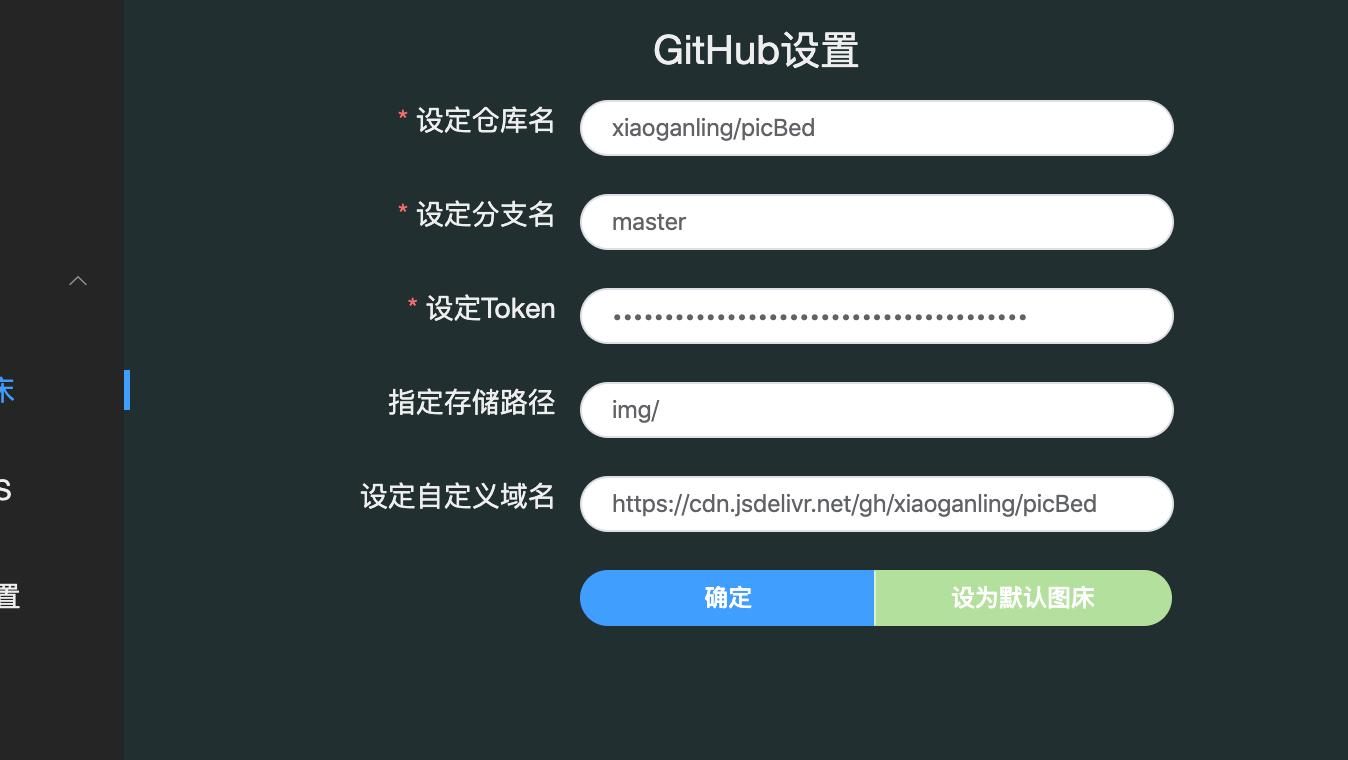 GitHub设置
* 设定仓库名
xiaoganling/picBed
* 设定分支名
master
* 设定Token
••••••••••••••••••••••••••••••••••••••••
指定存储路径
img/
床
设定自定义域名
https://cdn.jsdelivr.net/gh/xiaoganling/picBed
S
确定
设为默认图床
置